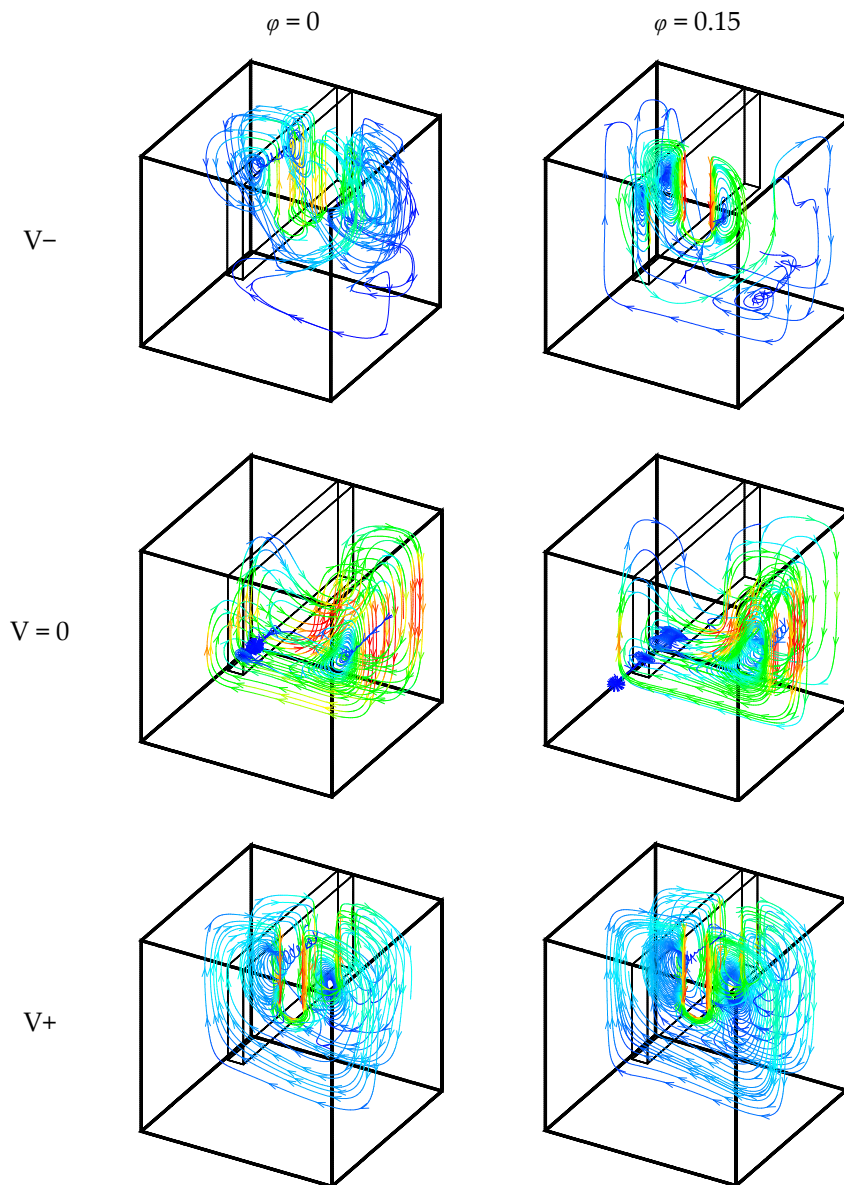 φ = 0
φ = 0.15
V−
V = 0
V+